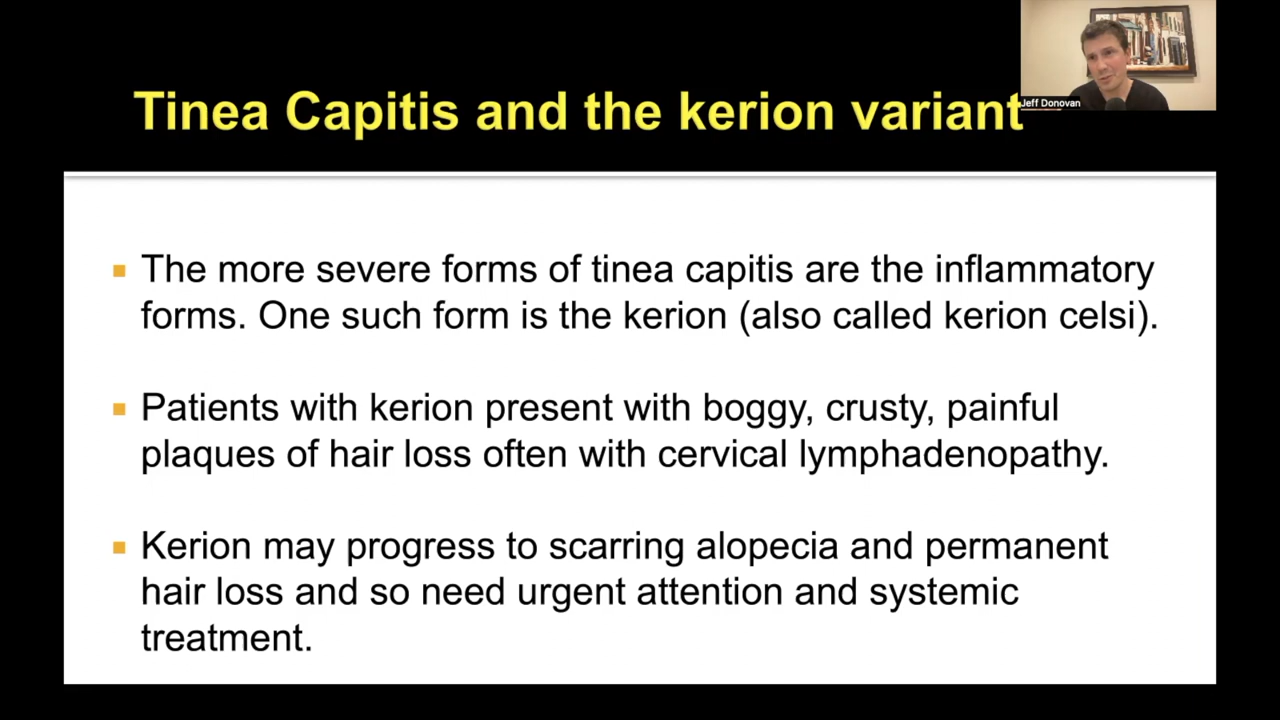 Tinea Capitis and the kerion variant
Jeff Donovan
The more severe forms of tinea capitis are the inflammatory
forms. One such form is the kerion (also called kerion celsi).
Patients with kerion present with boggy, crusty, painful
plaques of hair loss often with cervical lymphadenopathy.
Kerion may progress to scarring alopecia and permanent
hair loss and so need urgent attention and systemic
treatment.